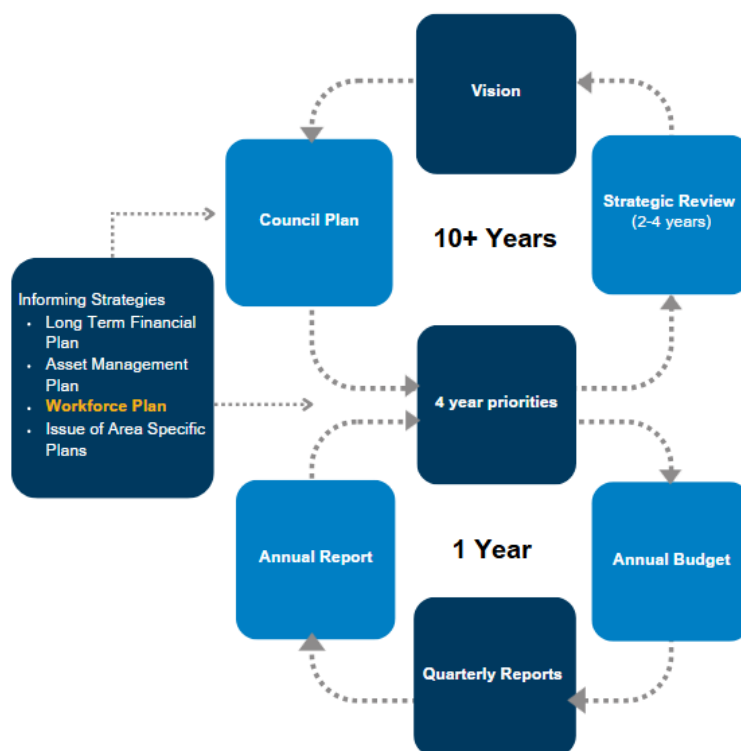 Vision
Council Plan
Strategic Review
(2-4 years)
10+ Years
Informing Strategies
• Long Term Financial
Plan
• Asset Management
Plan
• Workforce Plan
• Issue of Area Specific
Plans
4 year priorities
Annual Report
1 Year
Annual Budget
Quarterly Reports